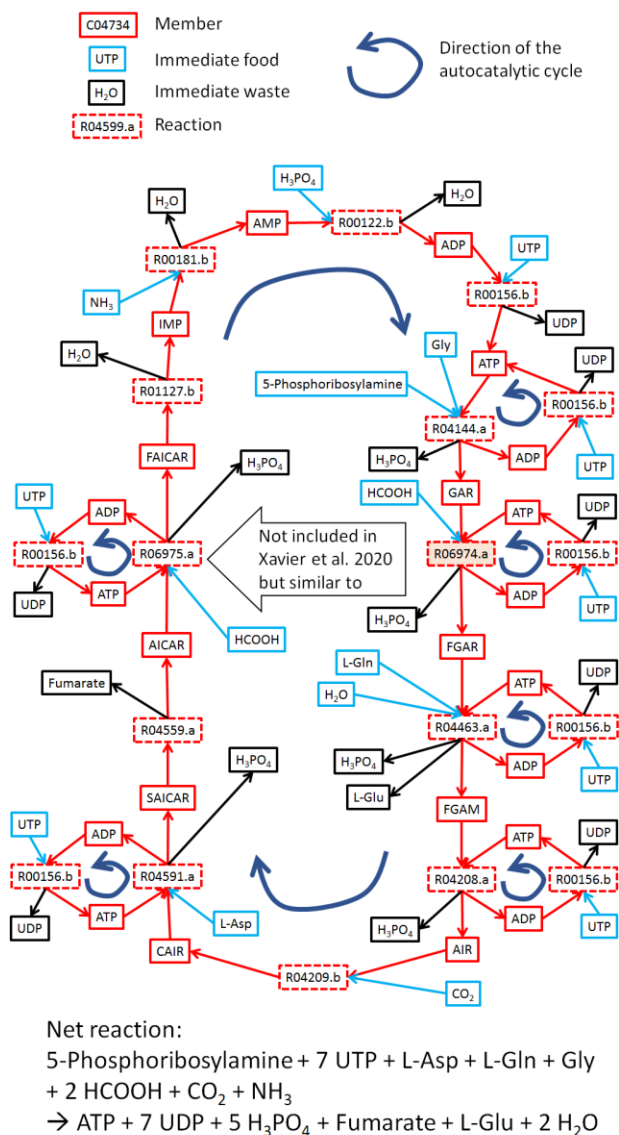 C04734 Member
UTP Immediate food
H₂O Immediate waste
R04599.a Reaction
Direction of the
autocatalytic cycle
H₃PO₄
H₂O
AMP
R00122.b
H₂O
R00181.b
ADP
UTP
NH₃
R00156.b
IMP
UDP
H₂O
Gly
ATP
UDP
R01127.b
5-Phosphoribosylamine
R00156.b
R04144.a
FAICAR
H₃PO₄
H₃PO₄
ADP
UTP
HCOOH
GAR
UTP
ADP
ATP
UDP
R00156.b
R06975.a
Not included in
Xavier et al. 2020
but similar to
R06974.a
R00156.b
UDP
ATP
HCOOH
H₃PO₄
ADP
UTP
AICAR
FGAR
L-Gln
H₂O
Fumarate
ATP
UDP
R04559.a
R04463.a
R00156.b
H₃PO₄
H₃PO₄
L-Glu
ADP
UTP
SAICAR
FGAM
UTP
ADP
ATP
UDP
R00156.b
R04591.a
R04208.a
R00156.b
UDP
ATP
L-Asp
H₃PO₄
ADP
UTP
CAIR
AIR
R04209.b
CO₂
Net reaction:
5-Phosphoribosylamine + 7 UTP + L-Asp + L-Gln + Gly
+ 2 HCOOH + CO₂ + NH₃
→ ATP + 7 UDP + 5 H₃PO₄ + Fumarate + L-Glu + 2 H₂O